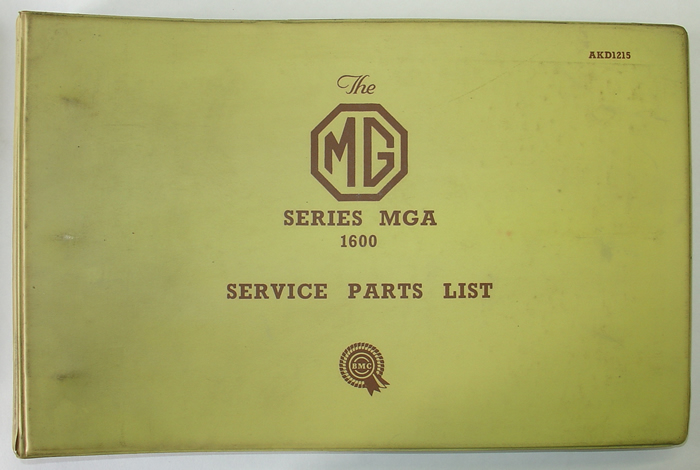 AKD1215
The
MG
SERIES MGA
1600
SERVICE PARTS LIST
BMC